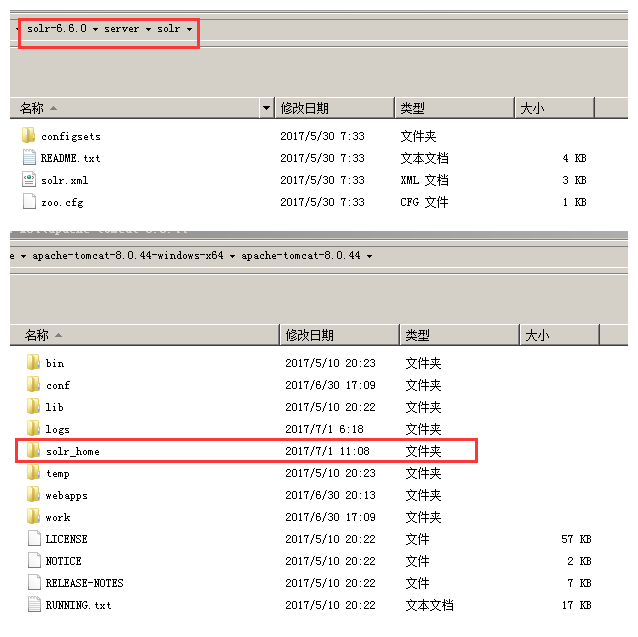 solr-6.6.0 server solr
名称 修改日期 类型 大小
configsets 2017/5/30 7:33 文件夹
README.txt 2017/5/30 7:33 文本文档 4 KB
solr.xml 2017/5/30 7:33 XML 文档 3 KB
zoo.cfg 2017/5/30 7:33 CFG 文件 1 KB
e apache-tomcat-8.0.44-windows-x64 apache-tomcat-8.0.44
名称 修改日期 类型 大小
bin 2017/5/10 20:23 文件夹
conf 2017/6/30 17:09 文件夹
lib 2017/5/10 20:22 文件夹
logs 2017/7/1 6:18 文件夹
solr_home 2017/7/1 11:08 文件夹
temp 2017/5/10 20:23 文件夹
webapps 2017/6/30 20:13 文件夹
work 2017/6/30 17:09 文件夹
LICENSE 2017/5/10 20:22 文件 57 KB
NOTICE 2017/5/10 20:22 文件 2 KB
RELEASE-NOTES 2017/5/10 20:22 文件 7 KB
RUNNING.txt 2017/5/10 20:22 文本文档 17 KB